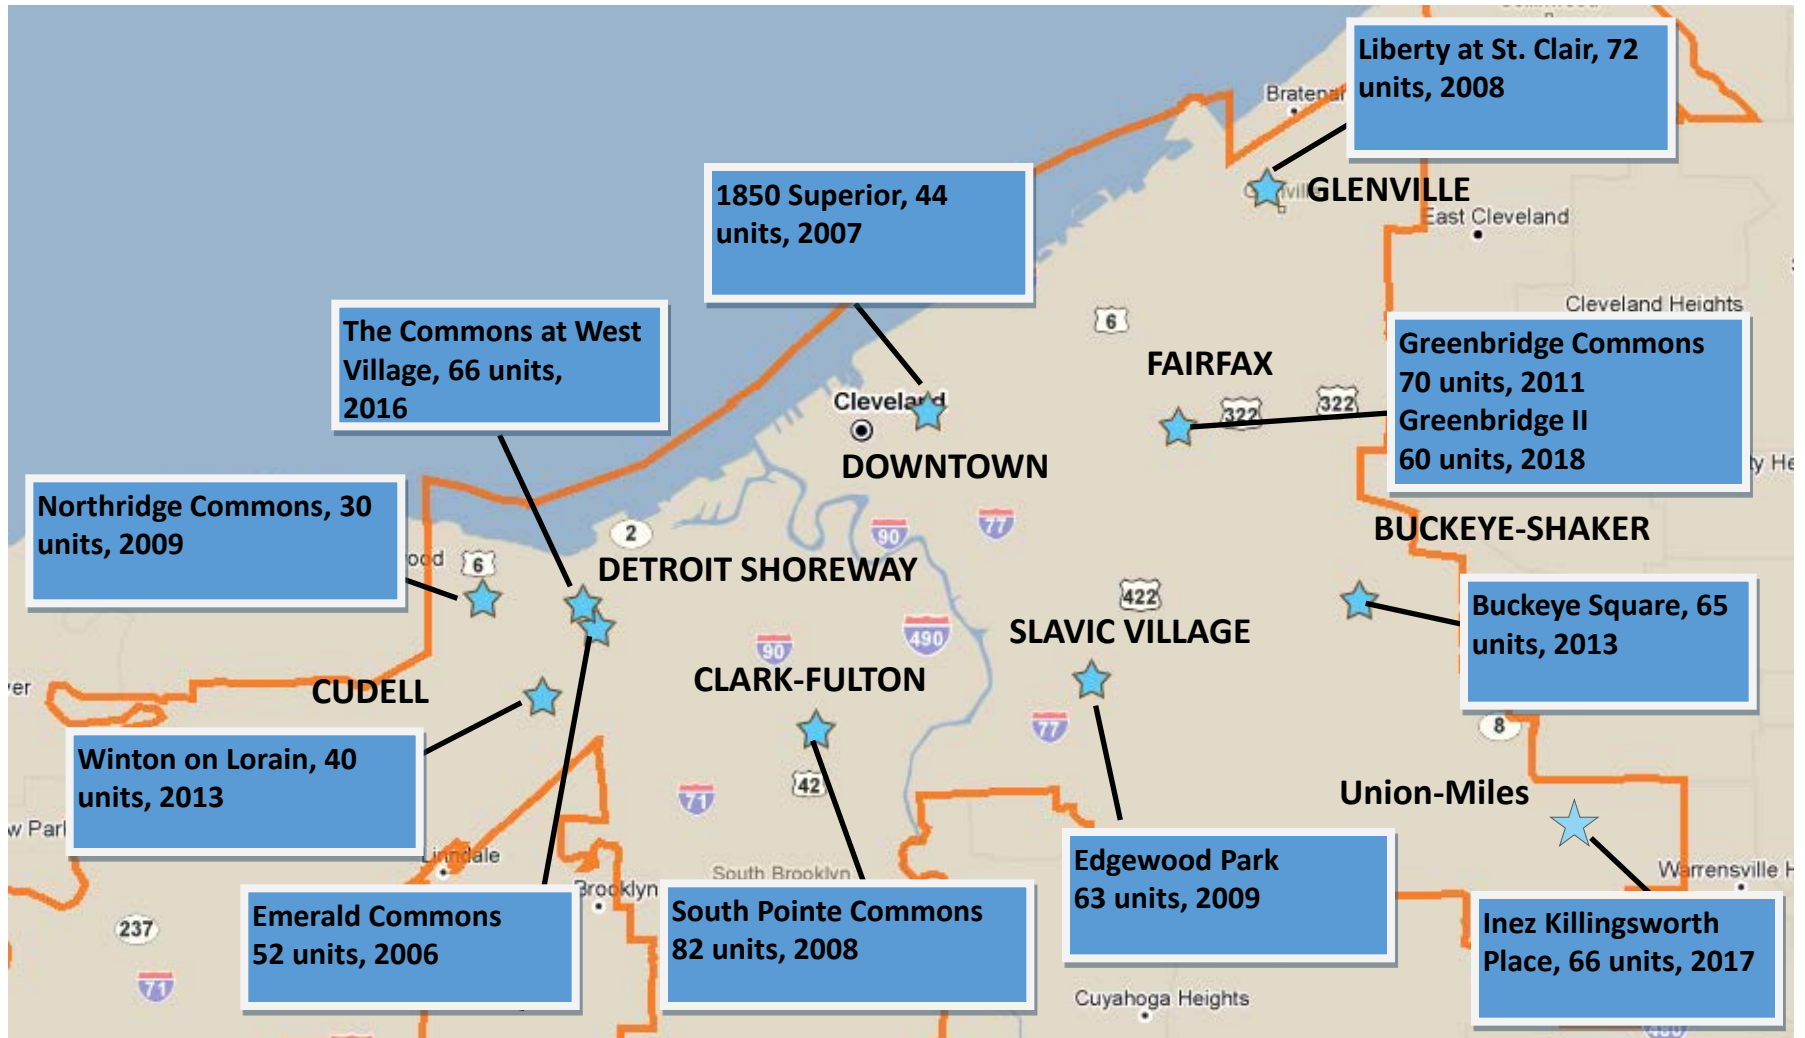 Liberty at St. Clair, 72
units, 2008
GLENVILLE
East Cleveland
1850 Superior, 44
units, 2007
Cleveland Heights
6
The Commons at West
Village, 66 units,
2016
FAIRFAX
322
322
Greenbridge Commons
70 units, 2011
Greenbridge II
60 units, 2018
Cleveland
DOWNTOWN
Northridge Commons, 30
units, 2009
2
90
77
BUCKEYE-SHAKER
6
DETROIT SHOREWAY
422
Buckeye Square, 65
units, 2013
490
90
SLAVIC VILLAGE
CUDELL
CLARK-FULTON
77
8
Winton on Lorain, 40
units, 2013
42
71
Union-Miles
Linndale
South Brooklyn
Brooklyn
Edgewood Park
63 units, 2009
Warrensville H
237
Emerald Commons
52 units, 2006
South Pointe Commons
82 units, 2008
Inez Killingsworth
Place, 66 units, 2017
71
Cuyahoga Heights